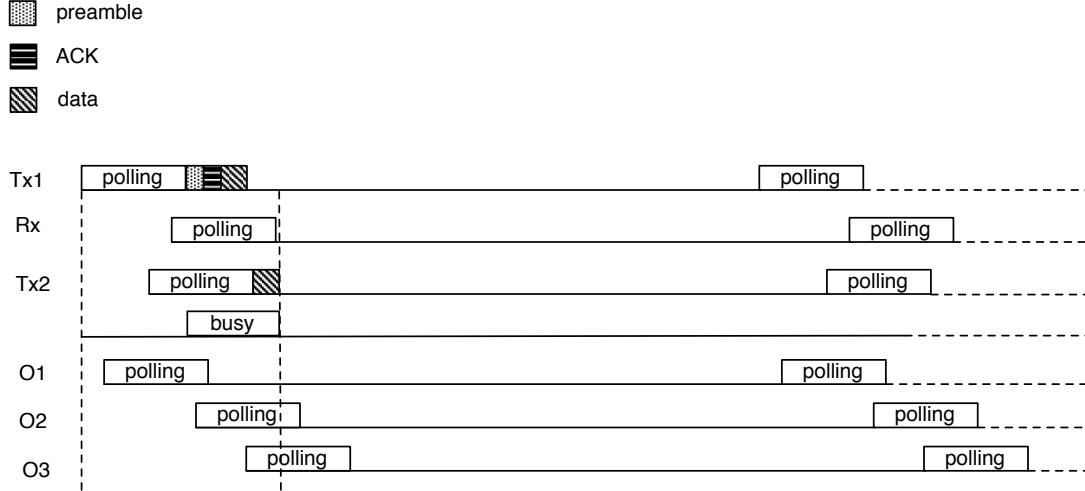 preamble
ACK
data
Tx1 polling polling
Rx polling polling
Tx2 polling polling
busy
O1 polling polling
O2 polling polling
O3 polling polling